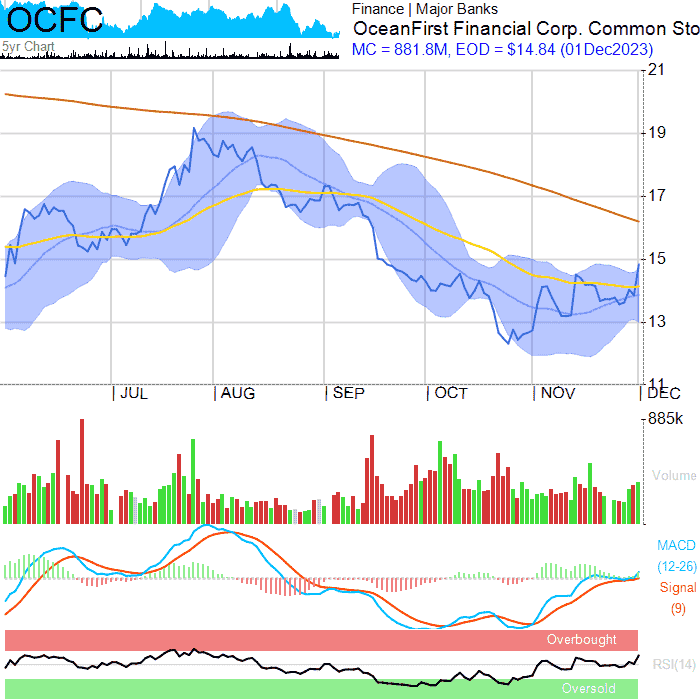 OCFC
5yr Chart
Finance | Major Banks
OceanFirst Financial Corp. Common Sto
MC = 881.8M, EOD = $14.84 (01Dec2023)
21
19
17
15
13
11
JUL AUG SEP OCT NOV DEC
885k
Volume
MACD
(12-26)
Signal
(9)
Overbought
RSI(14)
Oversold